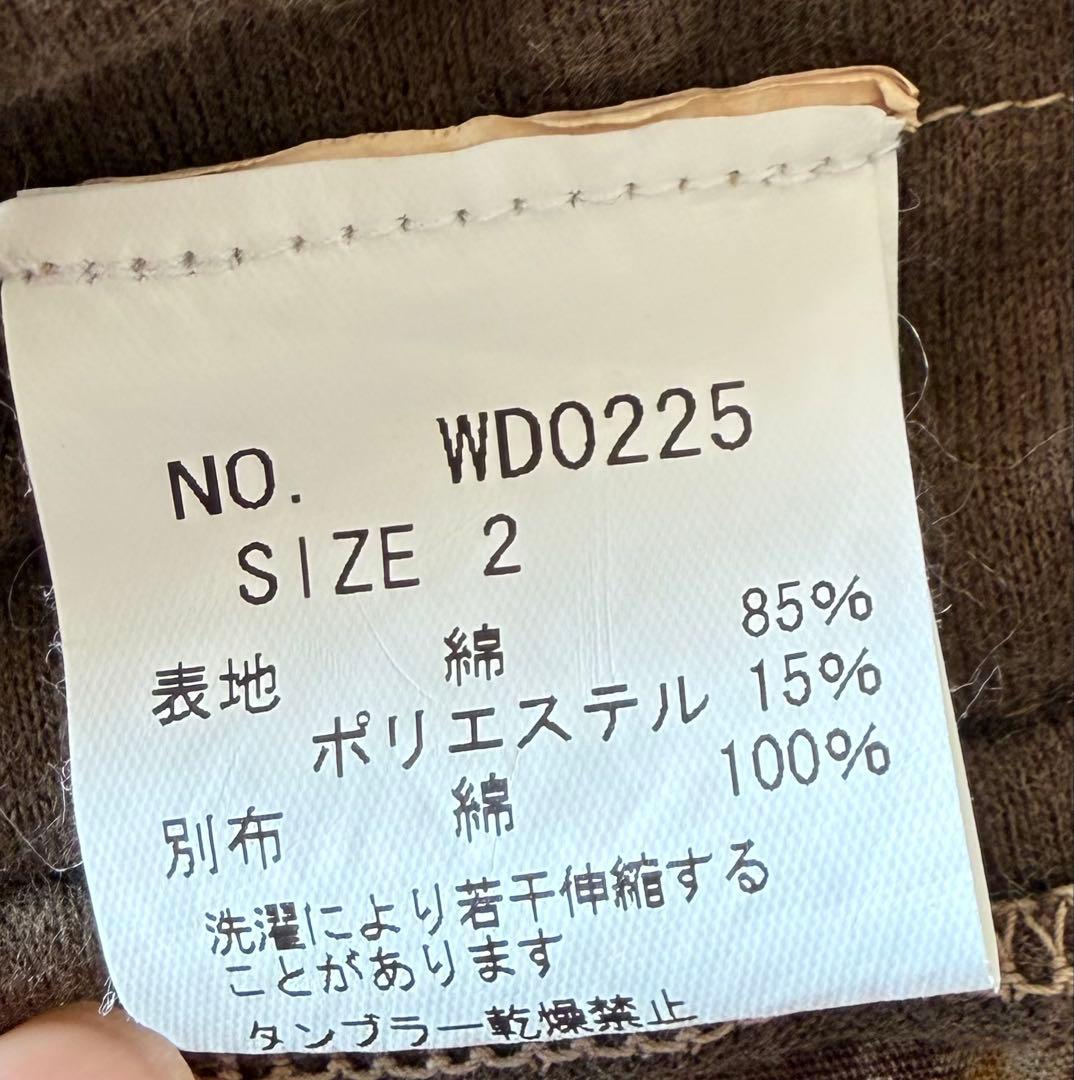 NO. WD0225
SIZE 2
表地 綿 85%
ポリエステル 15%
別布 綿 100%
洗濯により若干伸縮する
ことがあります
タンブラー乾燥禁止